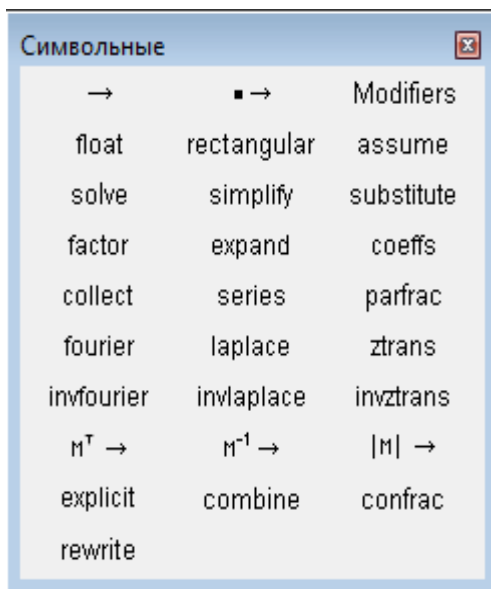 Символьные
→ ▪ → Modifiers
float rectangular assume
solve simplify substitute
factor expand coeffs
collect series parfrac
fourier laplace ztrans
invfourier invlaplace invztrans
Mᵀ → M⁻¹ → |M| →
explicit combine confrac
rewrite